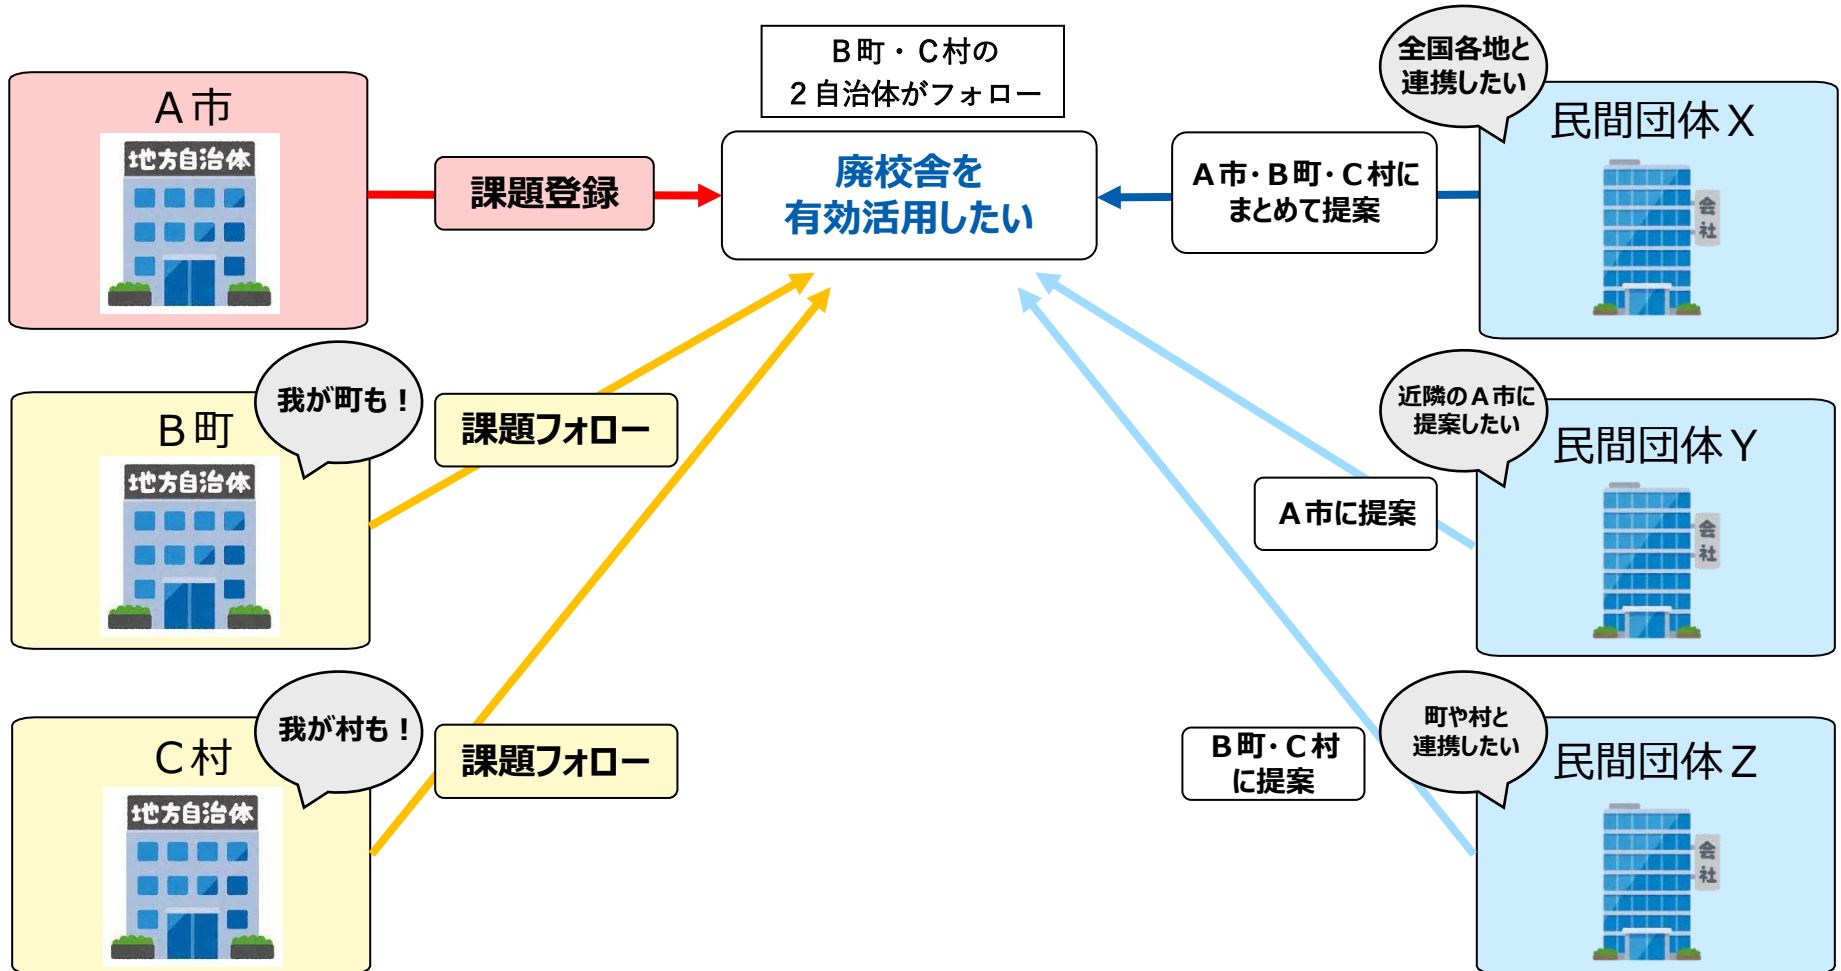 A市
地方自治体
課題登録
B町・C村の
2自治体がフォロー
廃校舎を
有効活用したい
A市・B町・C村に
まとめて提案
全国各地と
連携したい
民間団体X
会社
B町
我が町も！
地方自治体
課題フォロー
近隣のA市に
提案したい
民間団体Y
会社
A市に提案
C村
我が村も！
地方自治体
課題フォロー
B町・C村
に提案
町や村と
連携したい
民間団体Z
会社